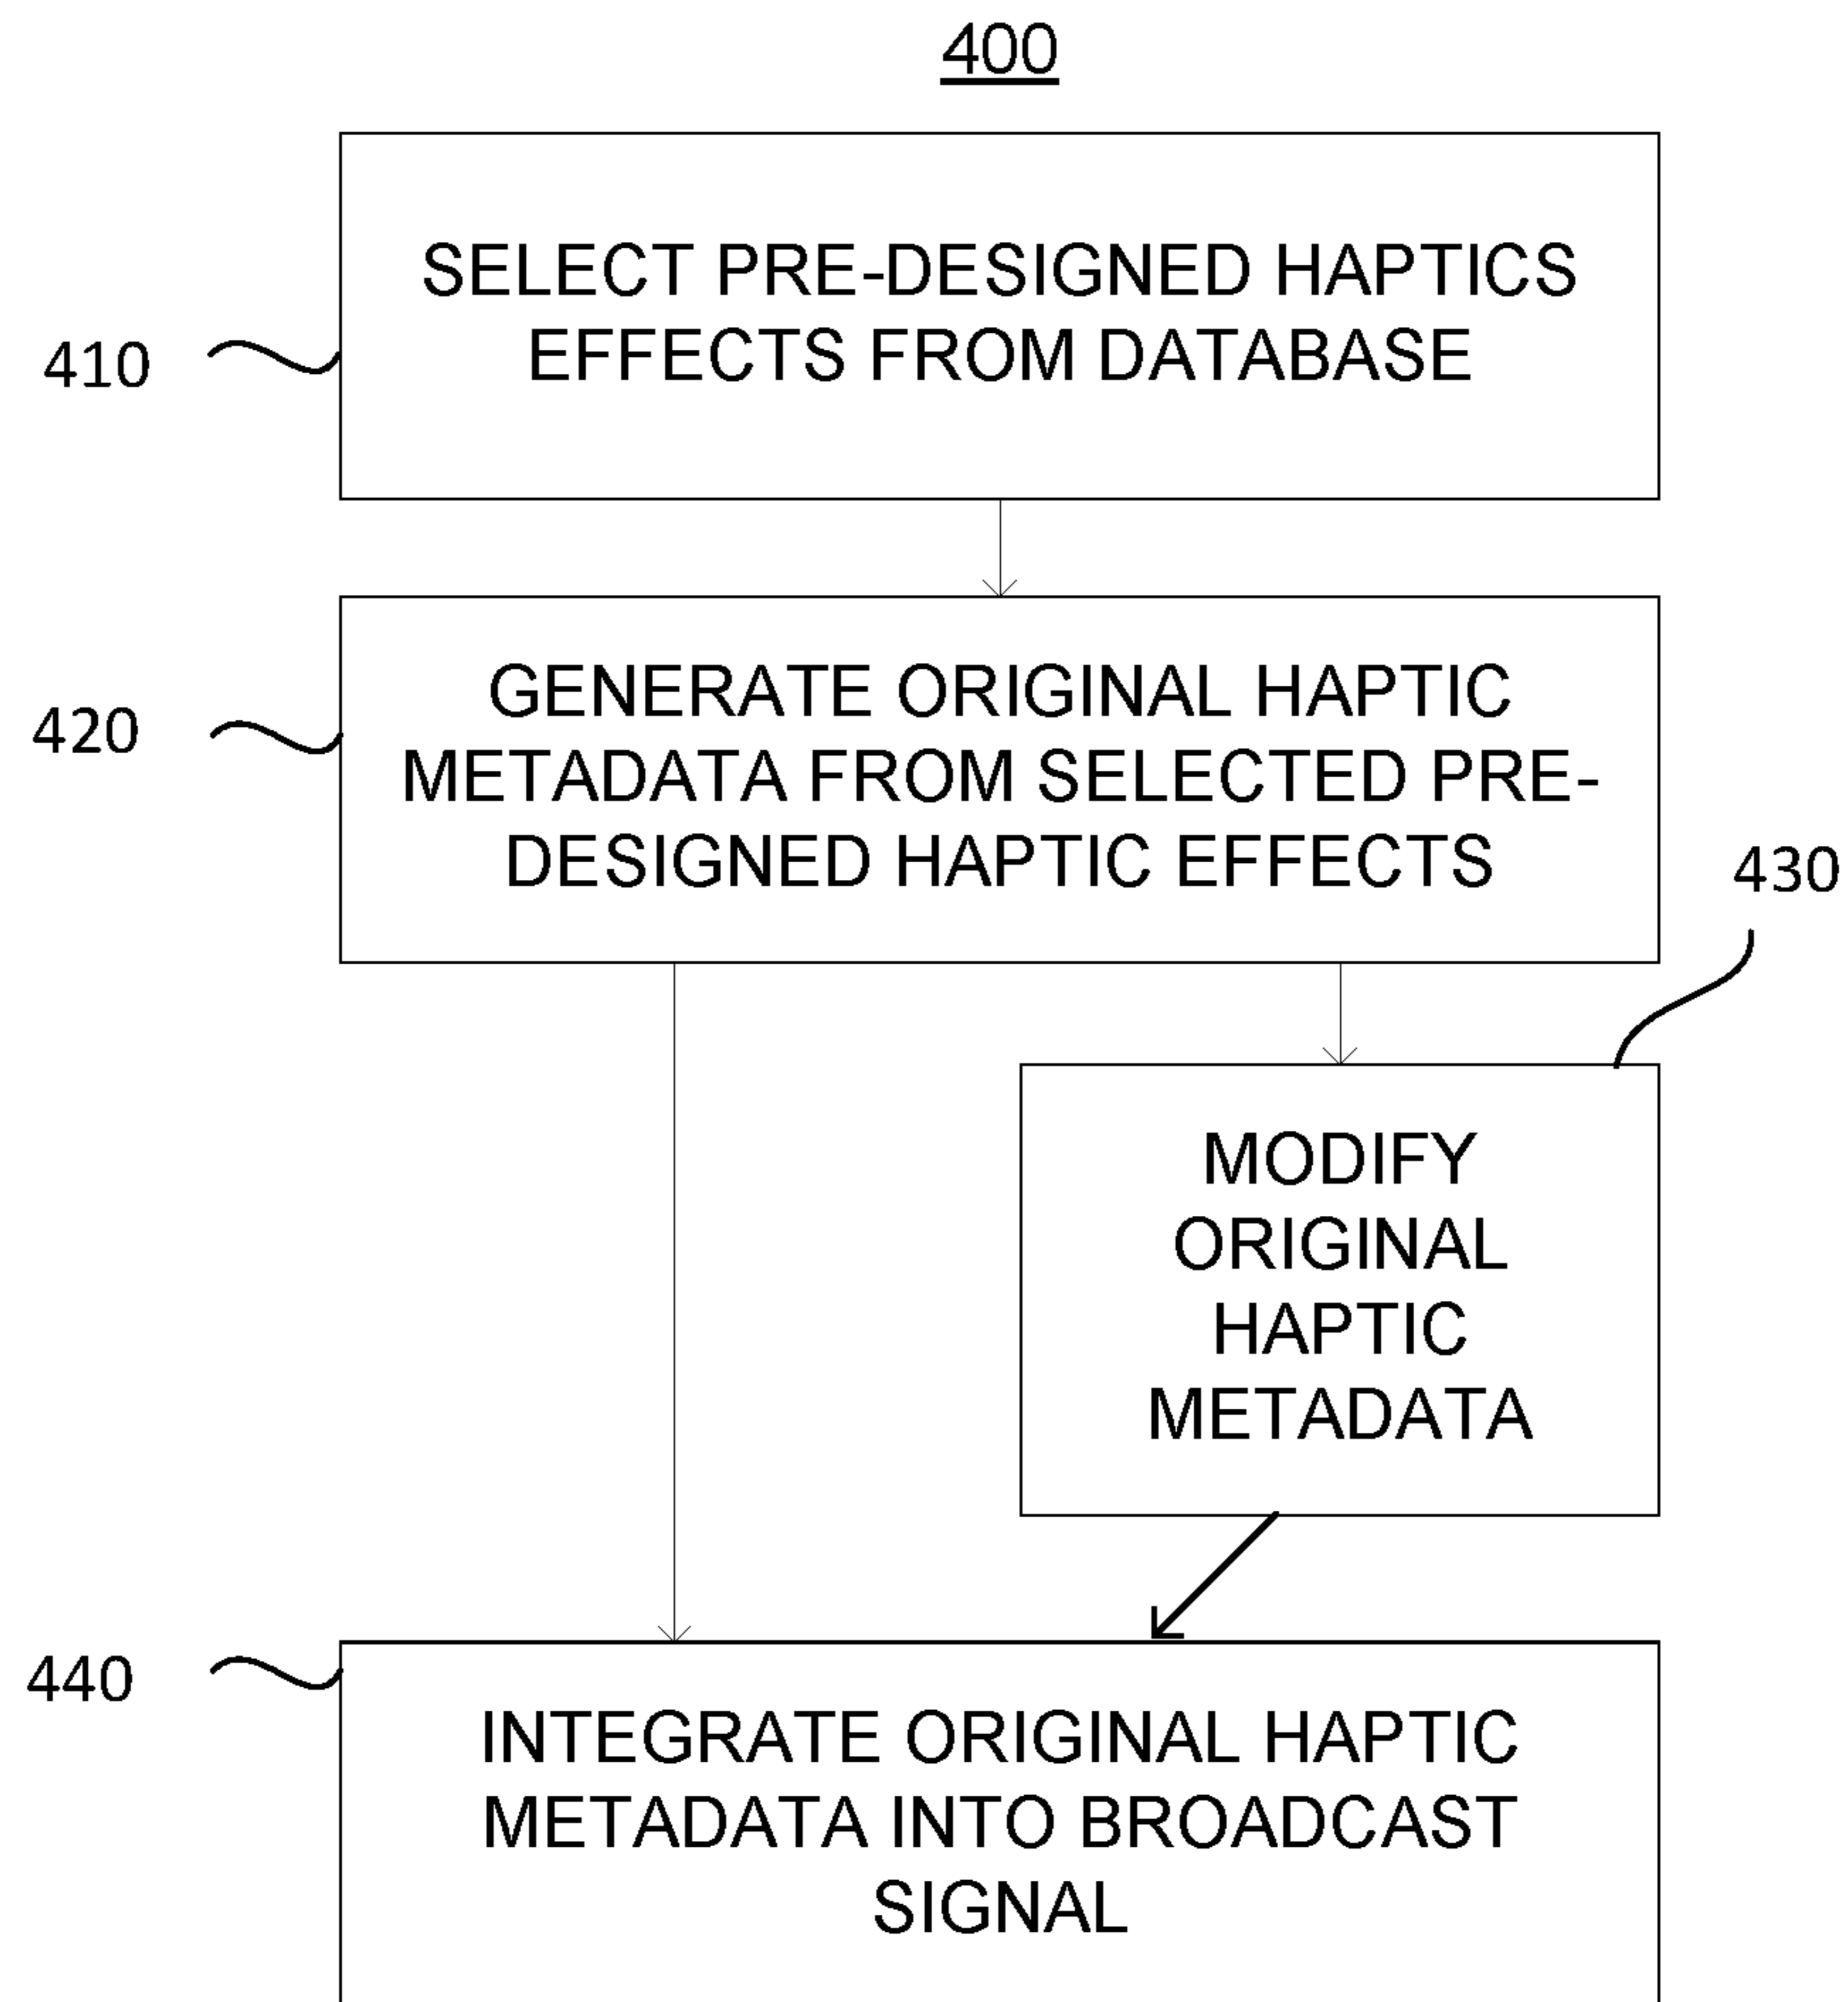 400
SELECT PRE-DESIGNED HAPTICS
EFFECTS FROM DATABASE
410
GENERATE ORIGINAL HAPTIC
METADATA FROM SELECTED PRE-
DESIGNED HAPTIC EFFECTS
420
430
MODIFY
ORIGINAL
HAPTIC
METADATA
440
INTEGRATE ORIGINAL HAPTIC
METADATA INTO BROADCAST
SIGNAL